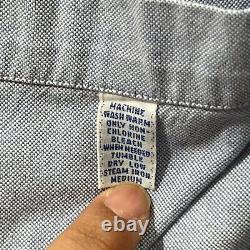 MACHINE
WASH WARM
ONLY NON-
CHLORINE
BLEACH
WHEN NEEDED
TUMBLE
DRY LOW
STEAM IRON
MEDIUM